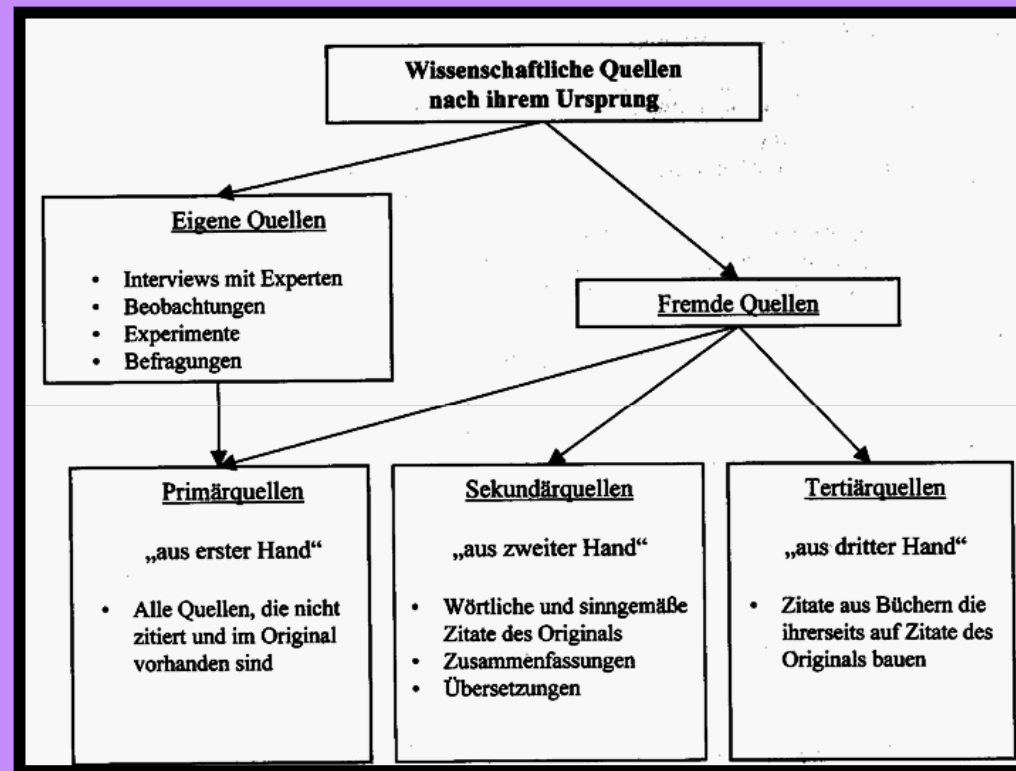 Wissenschaftliche Quellen
nach ihrem Ursprung
Eigene Quellen
• Interviews mit Experten
• Beobachtungen
• Experimente
• Befragungen
Fremde Quellen
Primärquellen
„aus erster Hand“
• Alle Quellen, die nicht
zitiert und im Original
vorhanden sind
Sekundärquellen
„aus zweiter Hand“
• Wörtliche und sinngemäße
Zitate des Originals
• Zusammenfassungen
• Übersetzungen
Tertiärquellen
„aus dritter Hand“
• Zitate aus Büchern die
ihrerseits auf Zitate des
Originals bauen